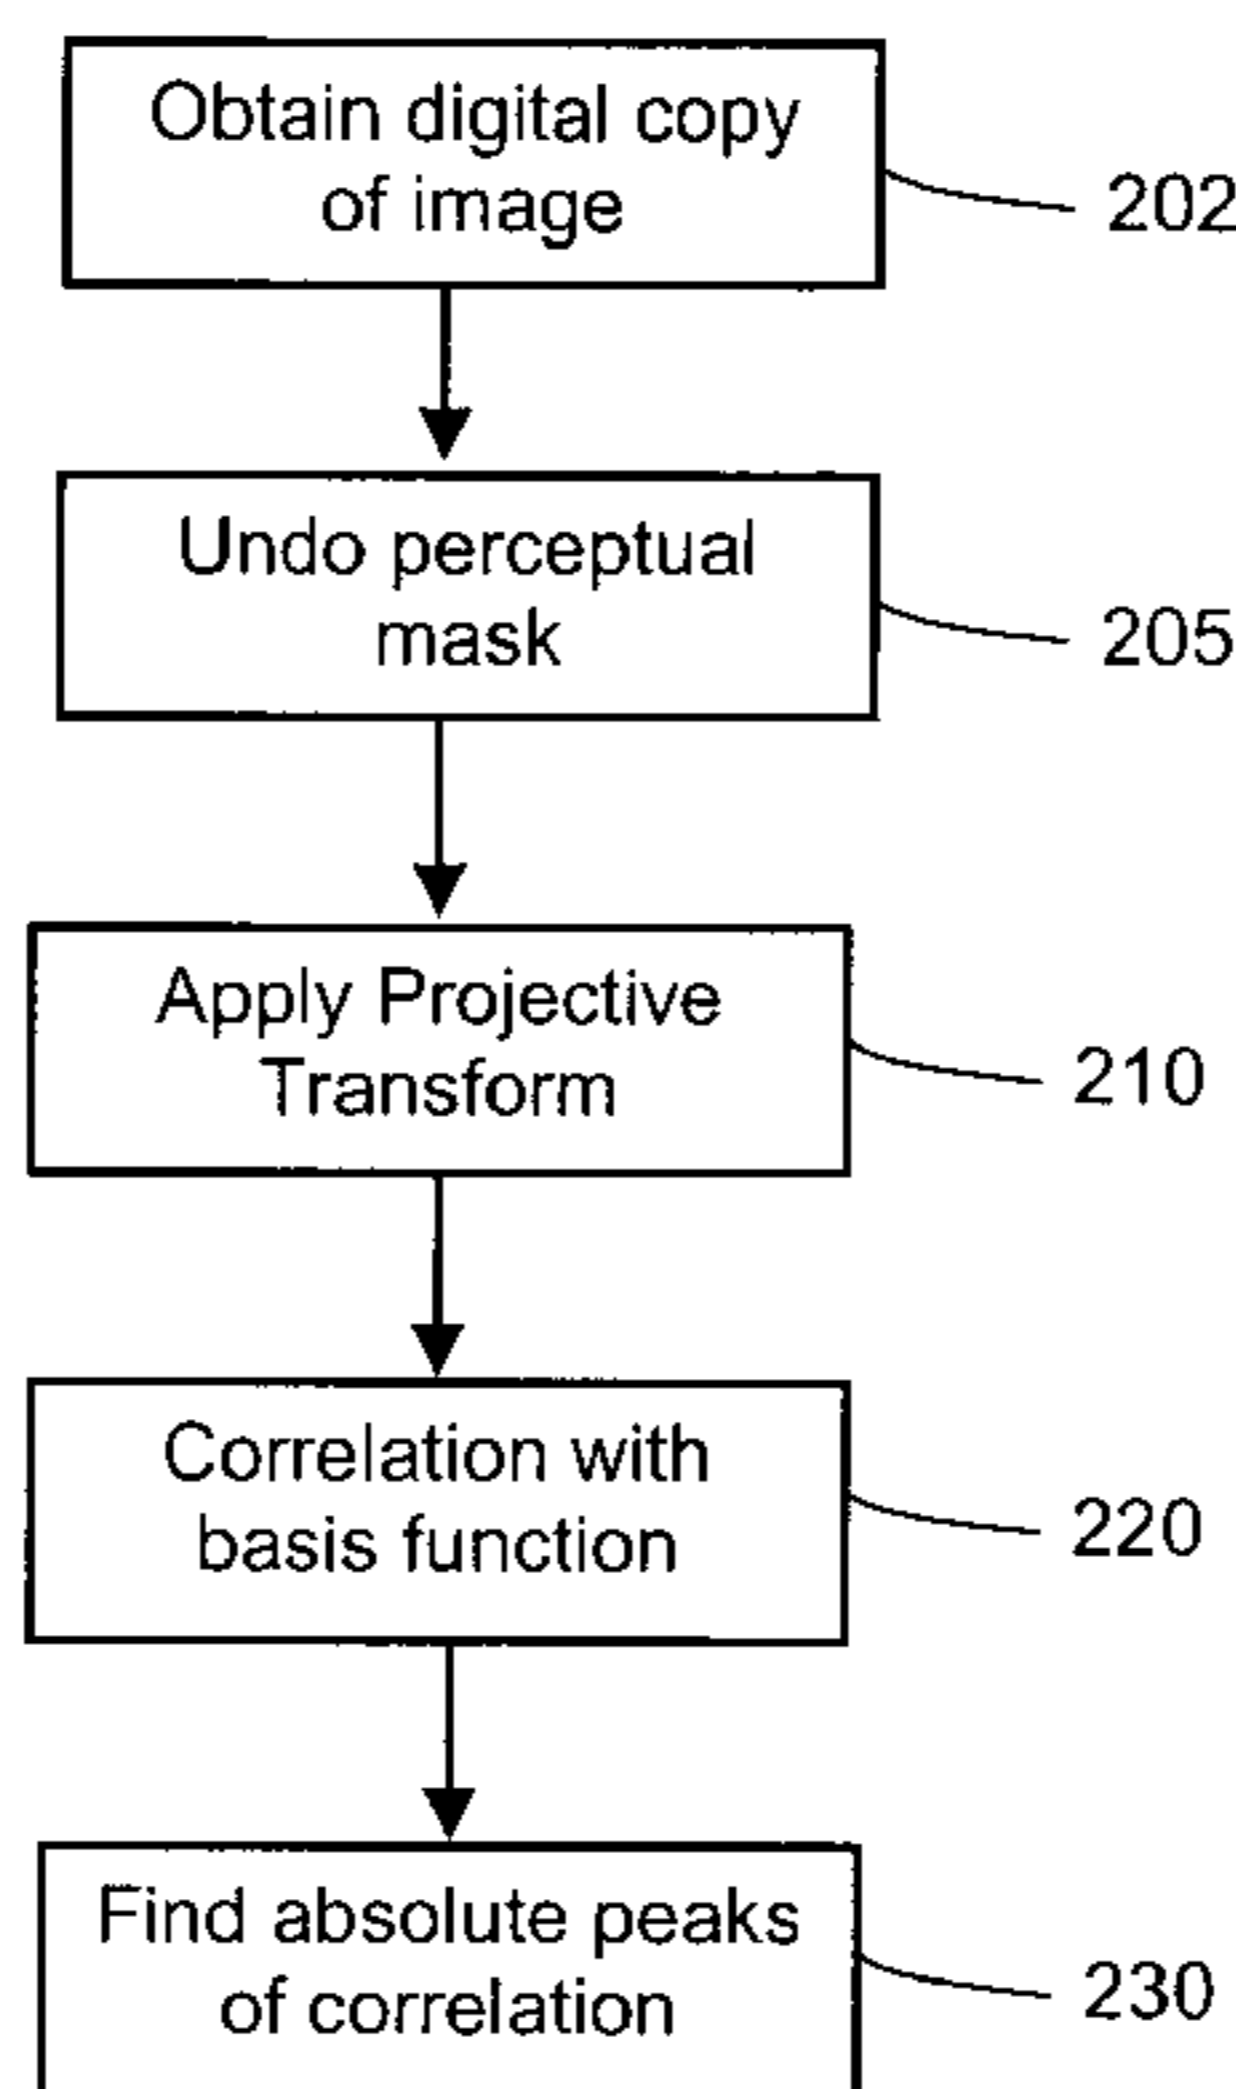 Obtain digital copy
of image
202
Undo perceptual
mask
205
Apply Projective
Transform
210
Correlation with
basis function
220
Find absolute peaks
of correlation
230